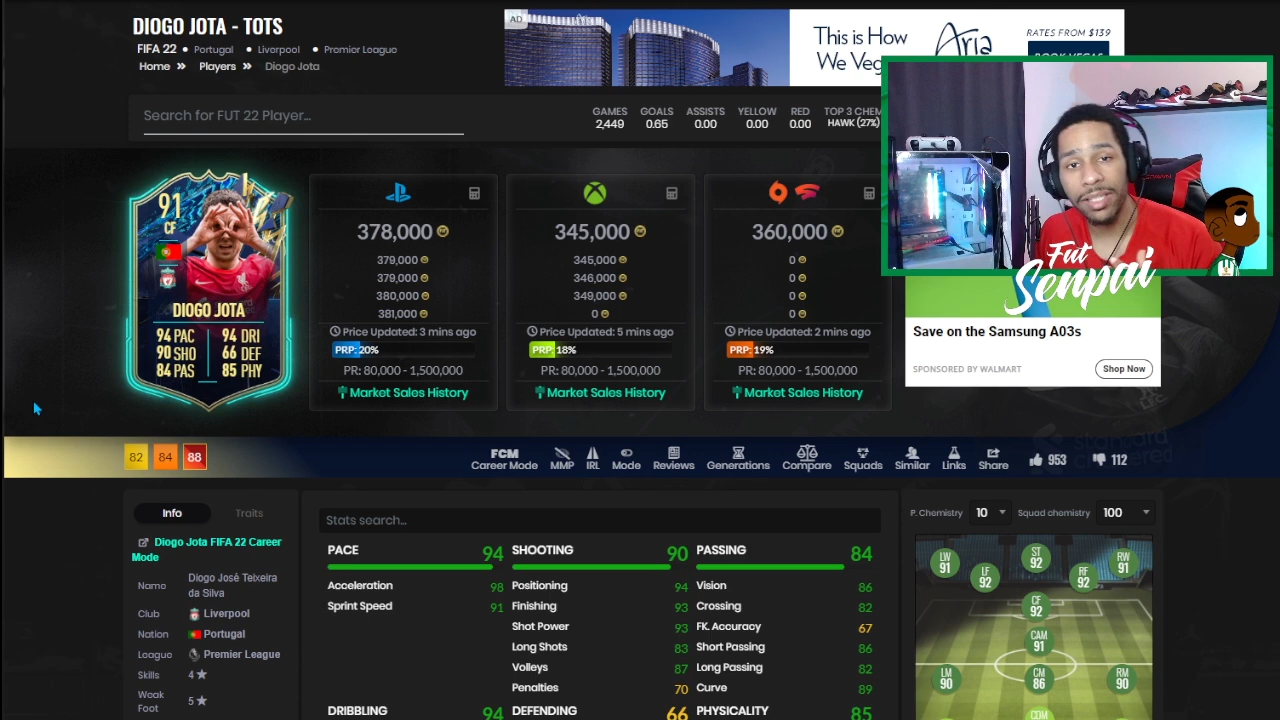 DIOGO JOTA - TOTS
FIFA 22 • Portugal • Liverpool • Premier League
Home » Players » Diogo Jota
AD
This is How
We Veg
Aria
RATES FROM $139
BOOK VEGAS
Search for FUT 22 Player...
GAMES GOALS ASSISTS YELLOW RED TOP 3 CHEM
2,449 0.65 0.00 0.00 0.00 HAWK (27%)
91
CF
DIOGO JOTA
94 PAC 94 DRI
90 SHO 66 DEF
84 PAS 85 PHY
378,000
379,000
379,000
380,000
381,000
Price Updated: 3 mins ago
PRP: 20%
PR: 80,000 - 1,500,000
Market Sales History
345,000
345,000
346,000
349,000
0
Price Updated: 5 mins ago
PRP: 18%
PR: 80,000 - 1,500,000
Market Sales History
360,000
0
0
0
0
Price Updated: 2 mins ago
PRP: 19%
PR: 80,000 - 1,500,000
Market Sales History
Fut
Senpai
Save on the Samsung A03s
SPONSORED BY WALMART
Shop Now
standard
chartered
82 84 88
FCM
Career Mode MMP IRL Mode Reviews Generations Compare Squads Similar Links Share 953 112
Info Traits
Diogo Jota FIFA 22 Career
Mode
Name Diogo José Teixeira
da Silva
Club Liverpool
Nation Portugal
League Premier League
Skills 4★
Weak
Foot 5★
Stats search...
PACE 94
Acceleration 98
Sprint Speed 91
DRIBBLING 94
SHOOTING 90
Positioning 94
Finishing 93
Shot Power 93
Long Shots 83
Volleys 87
Penalties 70
DEFENDING 66
PASSING 84
Vision 86
Crossing 82
FK. Accuracy 67
Short Passing 86
Long Passing 82
Curve 89
PHYSICALITY 85
P. Chemistry 10 Squad chemistry 100
LW
91
ST
92
RW
91
LF
92
RF
92
CF
92
CAM
91
LM
90
CM
86
RM
90
CDM